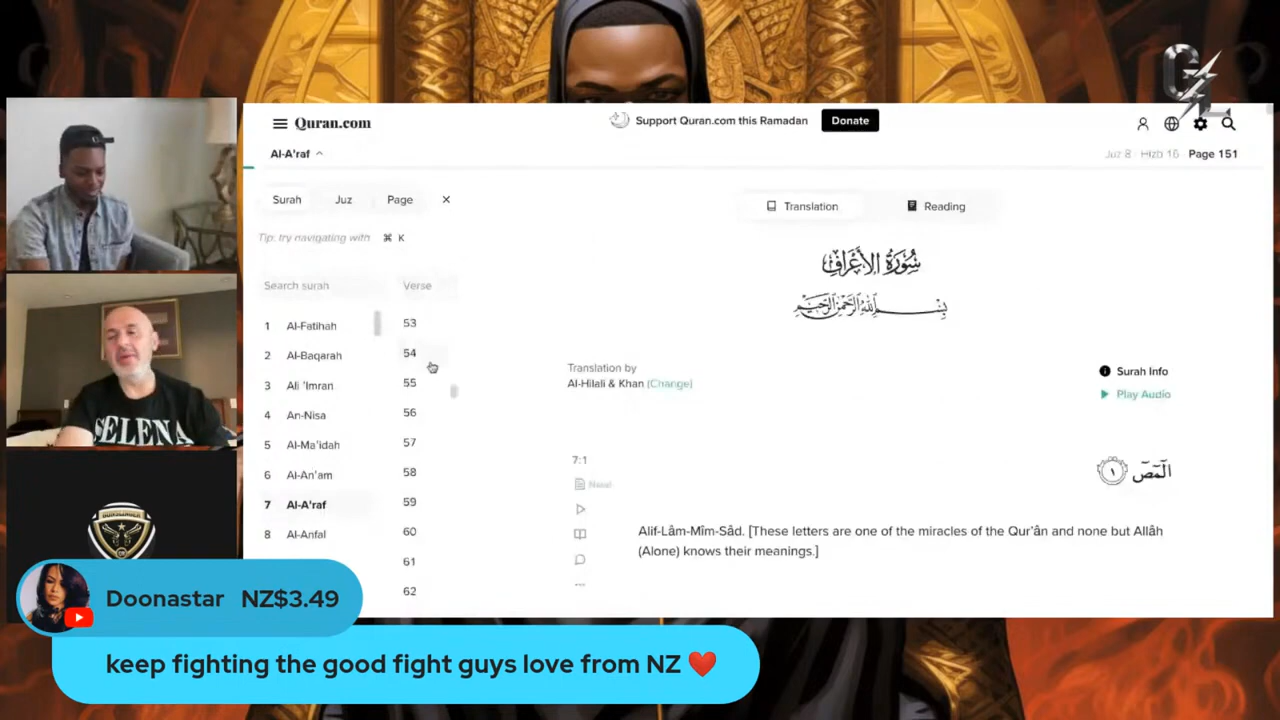 Quran.com
Support Quran.com this Ramadan
Donate
Al-A'raf
Juz 8 Hizb 16 Page 151
Surah Juz Page
Tip: try navigating with ⌘ K
Translation
Reading
Search surah
Verse
1 Al-Fatihah
2 Al-Baqarah
3 Ali 'Imran
4 An-Nisa
5 Al-Ma'idah
6 Al-An'am
7 Al-A'raf
8 Al-Anfal
53
54
55
56
57
58
59
60
61
62
سُورَةُ الأَعْرَافِ
بِسْمِ اللَّهِ الرَّحْمَٰنِ الرَّحِيمِ
Translation by
Al-Hilali & Khan (Change)
Surah Info
Play Audio
7:1
الٓمٓصٓ ١
Alif-Lâm-Mîm-Sâd. [These letters are one of the miracles of the Qur'ân and none but Allâh
(Alone) knows their meanings.]
SELENA
Doonastar NZ$3.49
keep fighting the good fight guys love from NZ ❤️